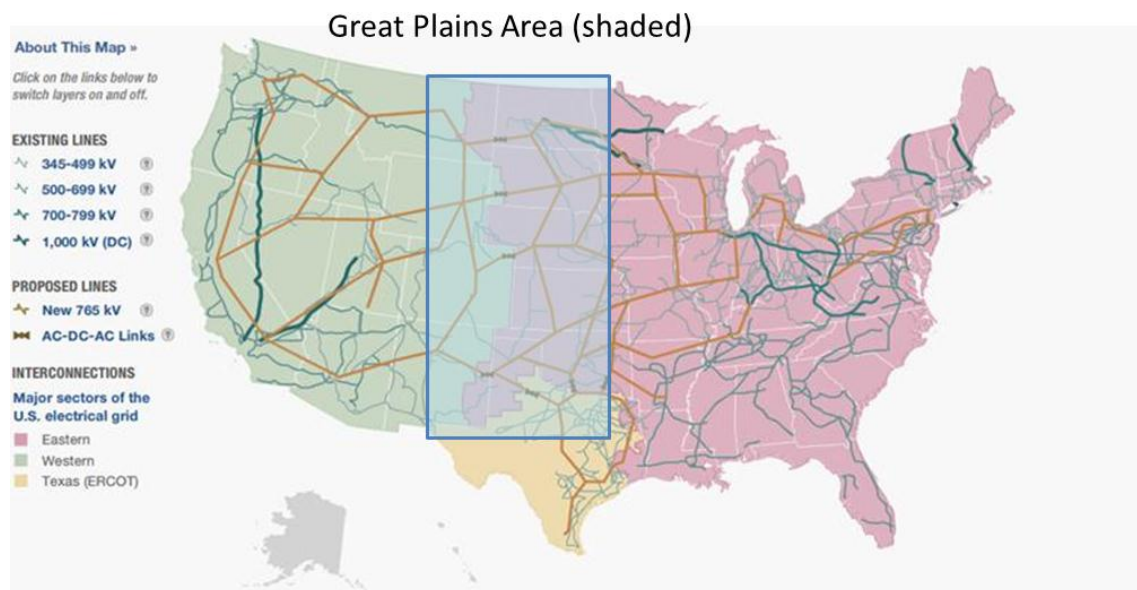 Great Plains Area (shaded)
About This Map »
Click on the links below to
switch layers on and off.
EXISTING LINES
345-499 kV ?
500-699 kV ?
700-799 kV ?
1,000 kV (DC) ?
PROPOSED LINES
New 765 kV ?
AC-DC-AC Links ?
INTERCONNECTIONS
Major sectors of the
U.S. electrical grid
Eastern
Western
Texas (ERCOT)